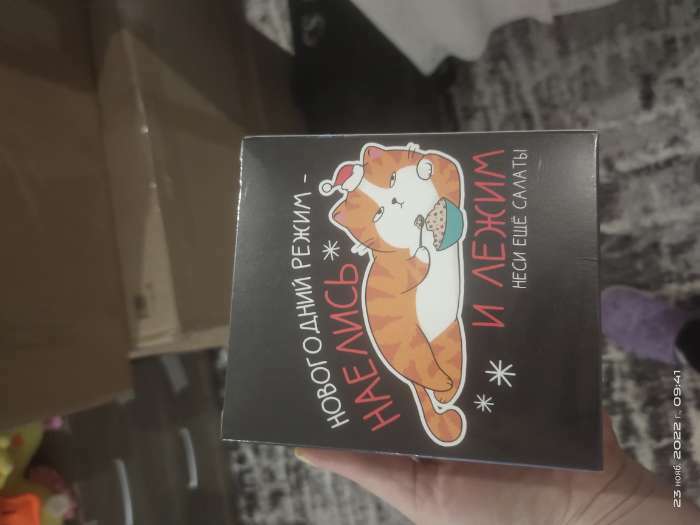 НОВОГОДНИЙ РЕЖИМ -
НАЕЛИСЬ
И ЛЕЖИМ
НЕСИ ЕЩЁ САЛАТЫ
23 нояб. 2022 г., 09:41